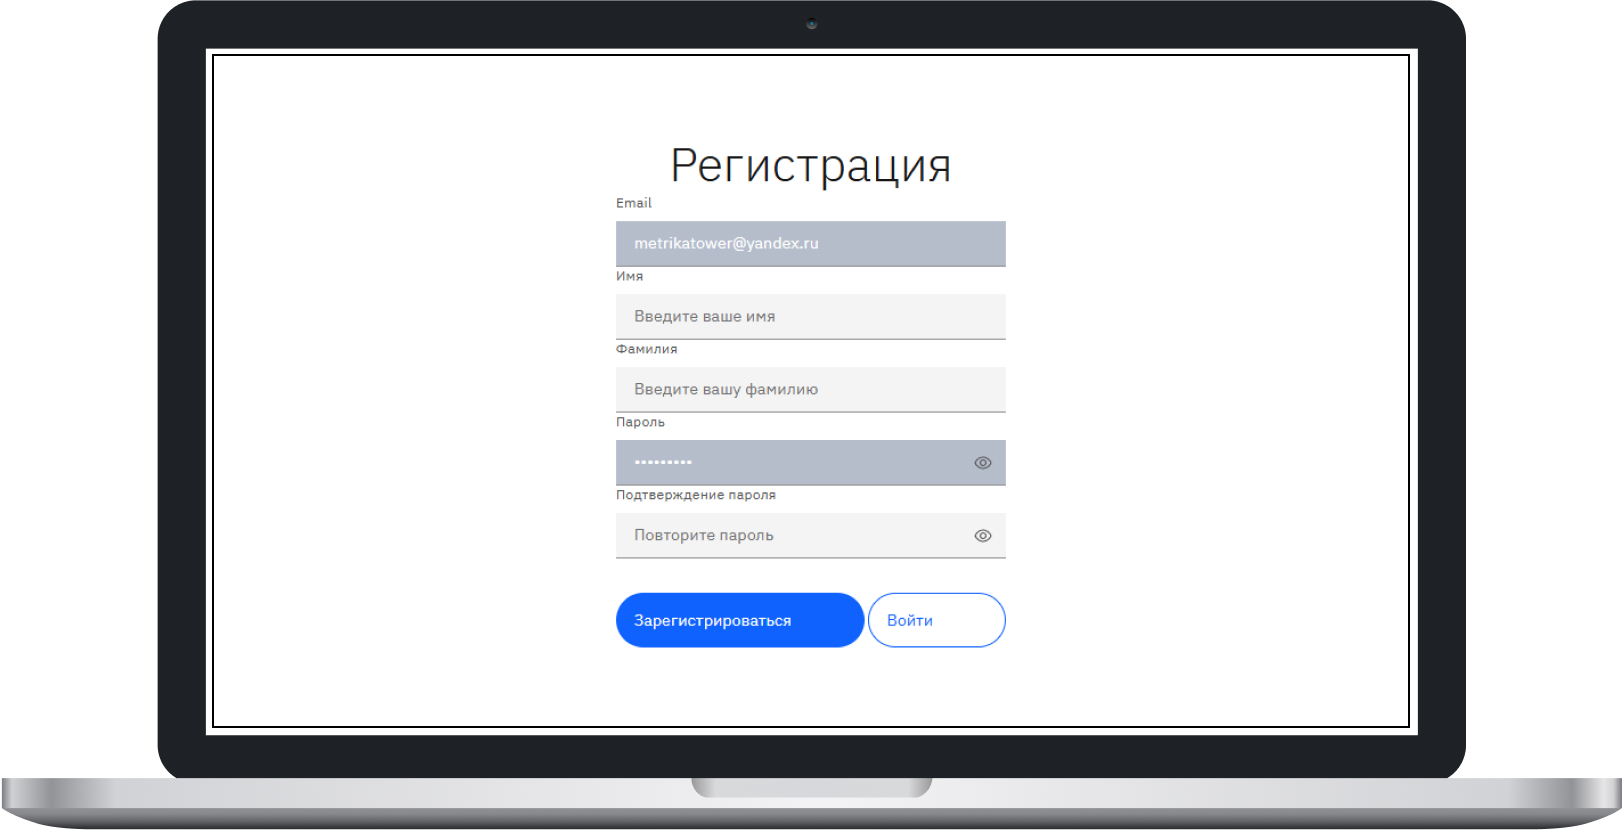 Регистрация
Email
metrikatower@yandex.ru
Имя
Введите ваше имя
Фамилия
Введите вашу фамилию
Пароль
•••••••••
Подтверждение пароля
Повторите пароль
Зарегистрироваться Войти